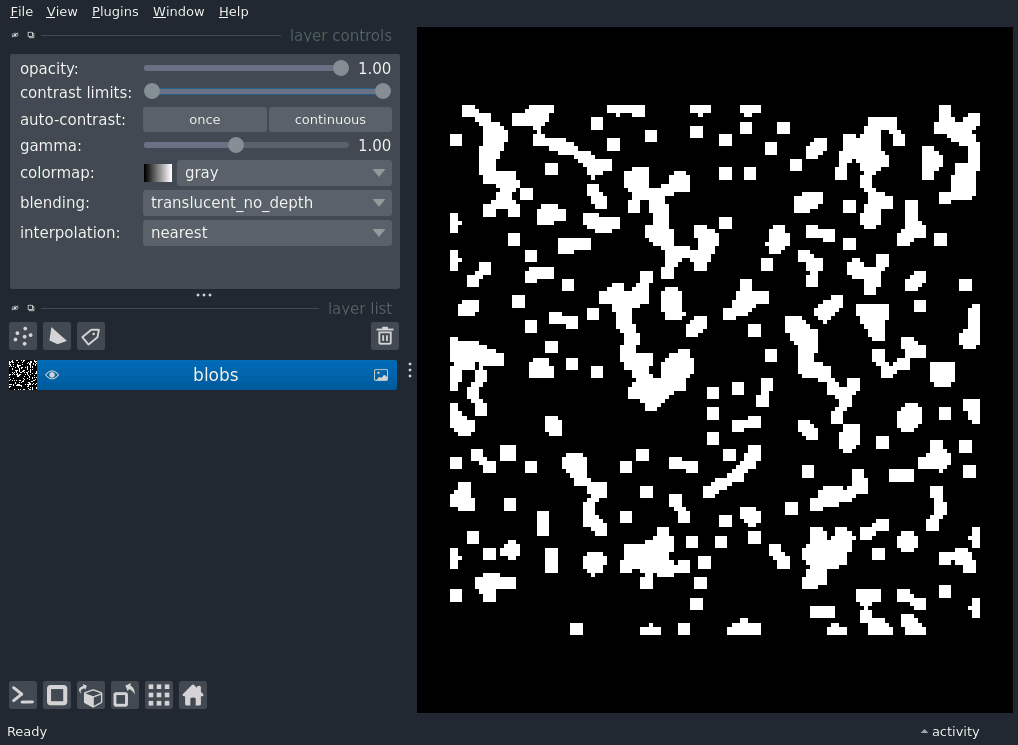 File View Plugins Window Help
layer controls
opacity: 1.00
contrast limits:
auto-contrast: once continuous
gamma: 1.00
colormap: gray
blending: translucent_no_depth
interpolation: nearest
layer list
blobs
Ready activity